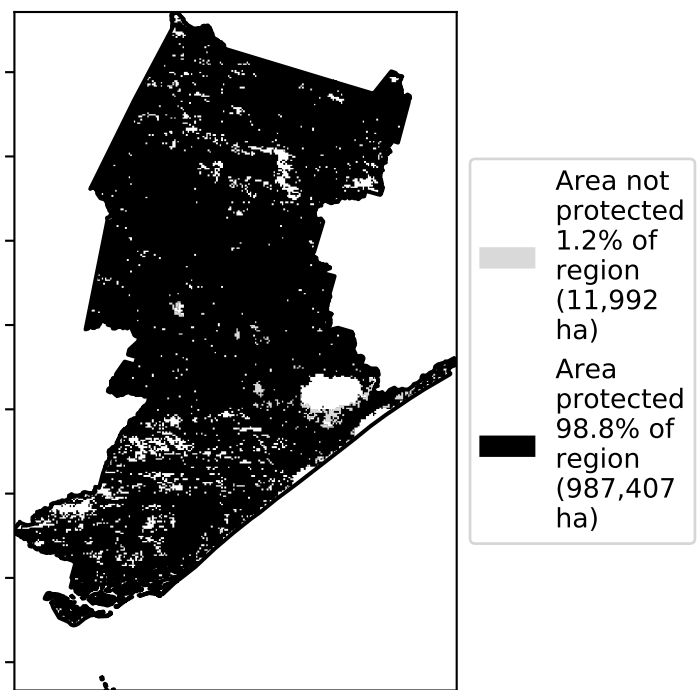 Area not
protected
1.2% of
region
(11,992
ha)
Area
protected
98.8% of
region
(987,407
ha)